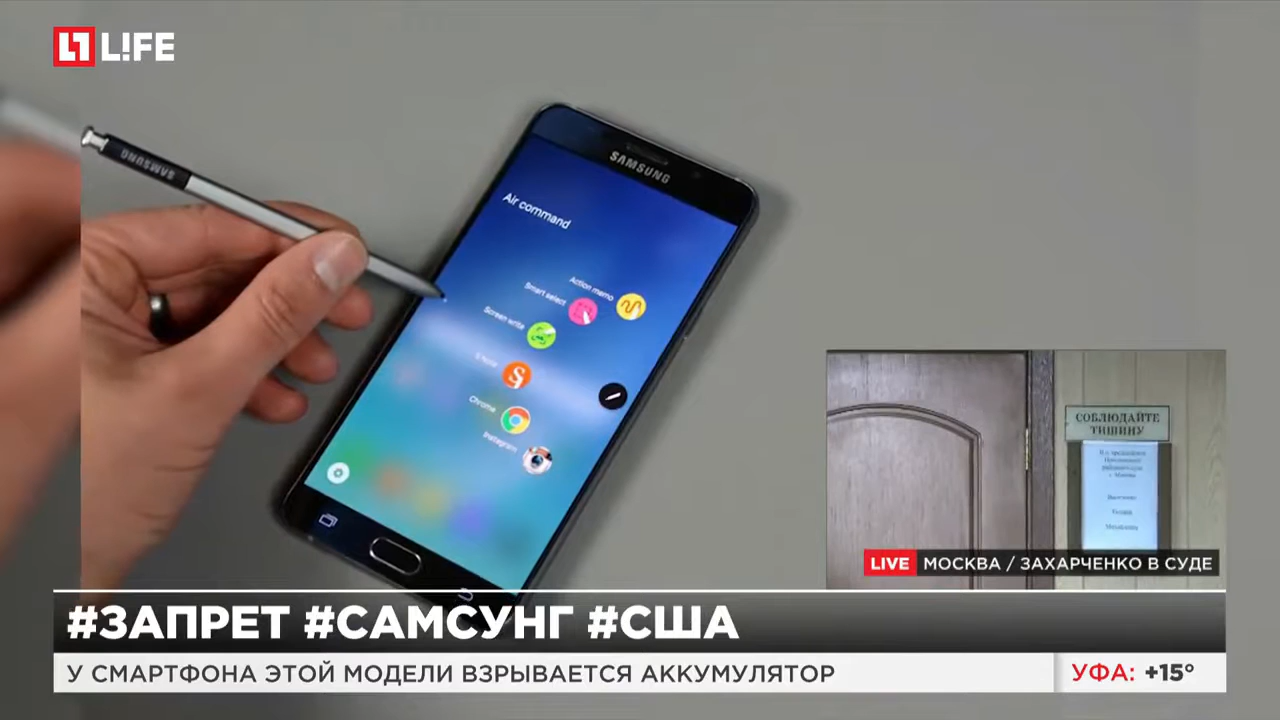 L!FE
SAMSUNG
SAMSUNG
Air command
Action memo
Smart select
Screen write
S Note
Chrome
Instagram
СОБЛЮДАЙТЕ
ТИШИНУ
LIVE МОСКВА / ЗАХАРЧЕНКО В СУДЕ
#ЗАПРЕТ #САМСУНГ #США
У СМАРТФОНА ЭТОЙ МОДЕЛИ ВЗРЫВАЕТСЯ АККУМУЛЯТОР
УФА: +15°